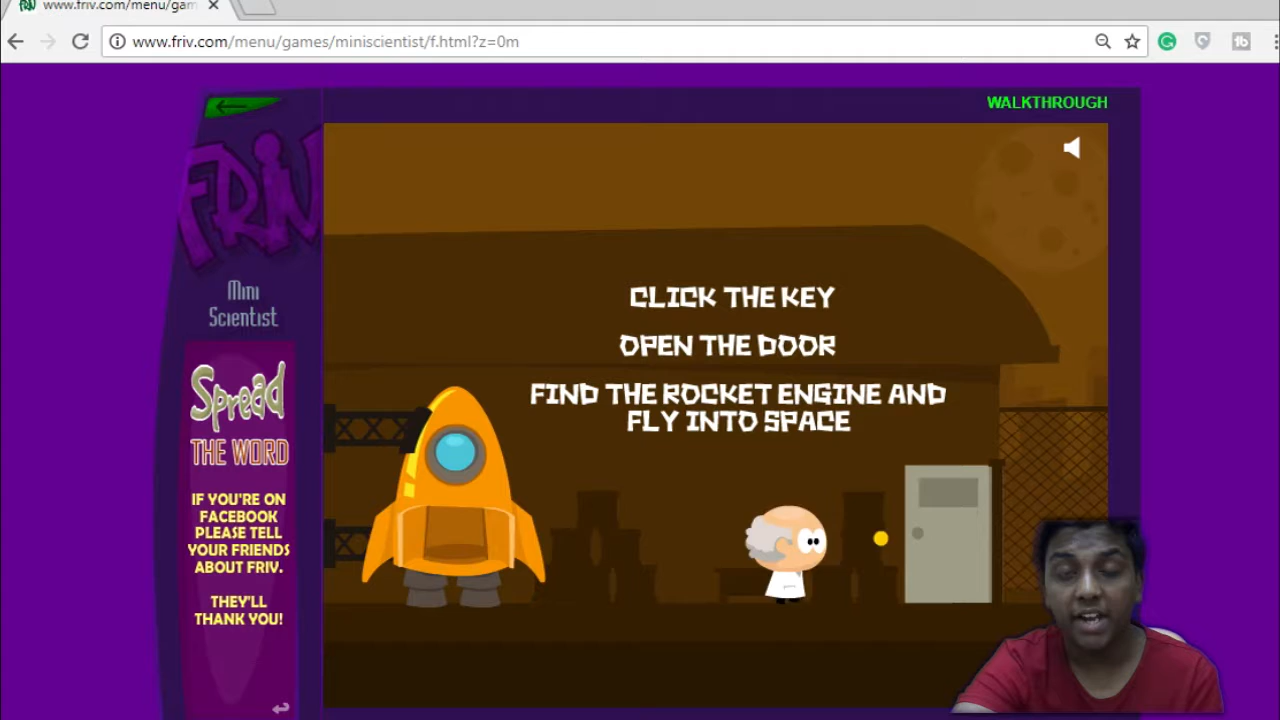 www.friv.com/menu/gam
www.friv.com/menu/games/miniscientist/f.html?z=0m
WALKTHROUGH
FRIV
Mini
Scientist
Spread
THE WORD
IF YOU'RE ON
FACEBOOK
PLEASE TELL
YOUR FRIENDS
ABOUT FRIV.
THEY'LL
THANK YOU!
CLICK THE KEY
OPEN THE DOOR
FIND THE ROCKET ENGINE AND
FLY INTO SPACE